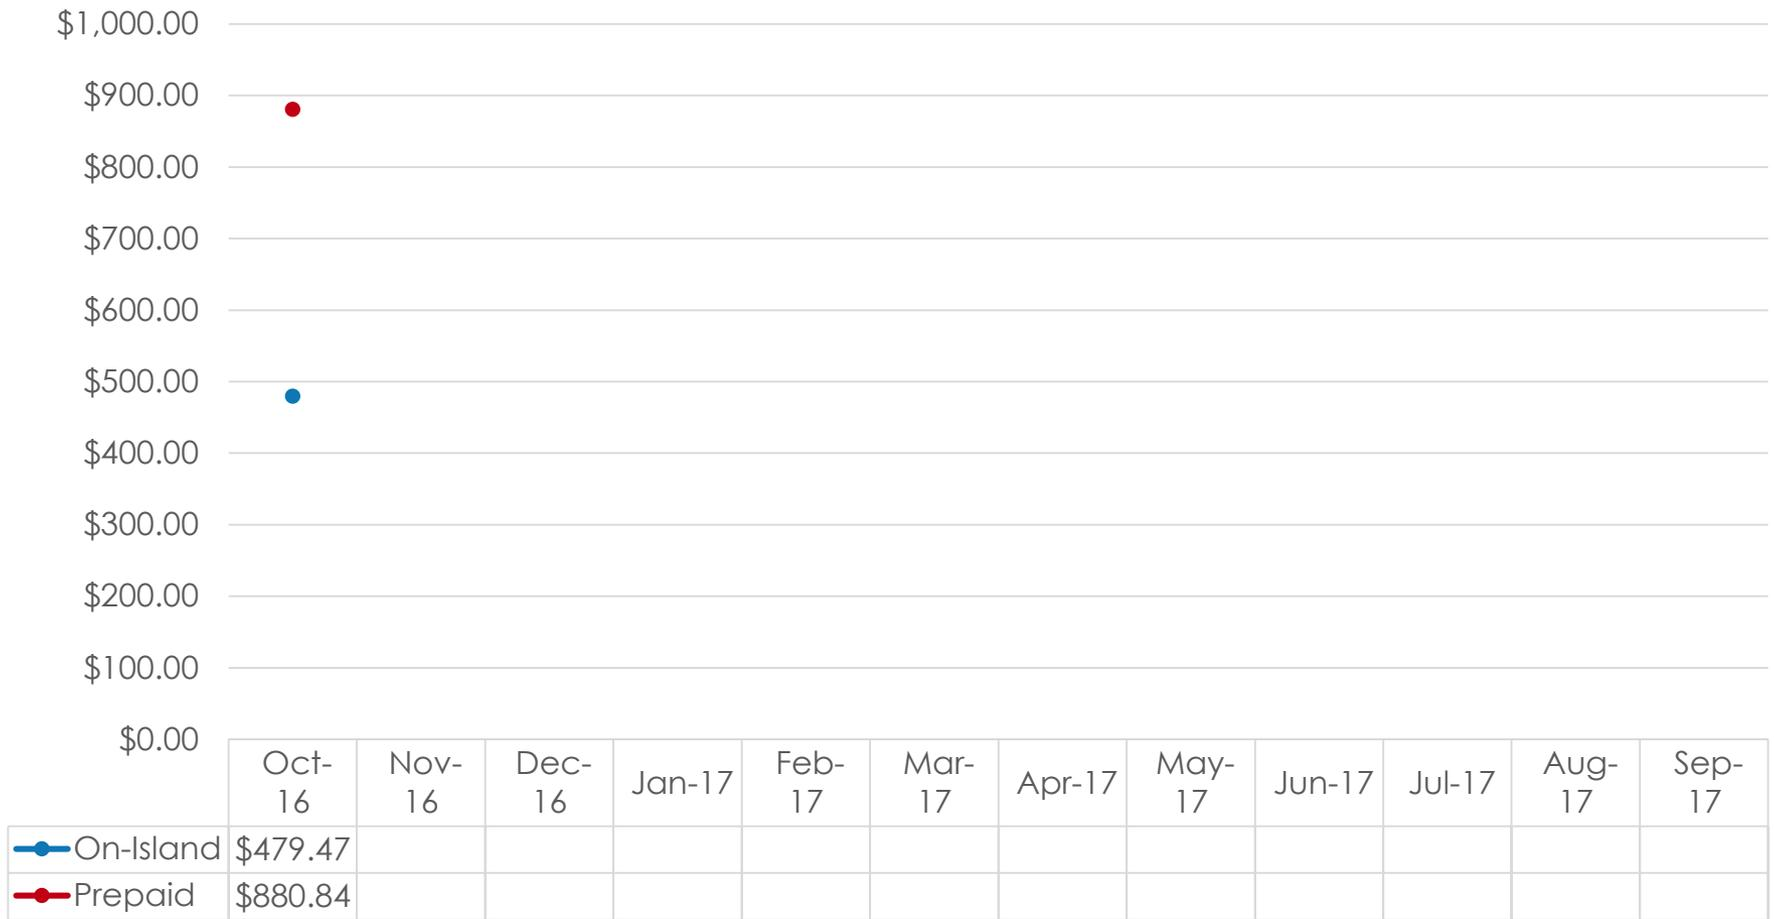 $1,000.00
$900.00
$800.00
$700.00
$600.00
$500.00
$400.00
$300.00
$200.00
$100.00
$0.00
Oct-
16
Nov-
16
Dec-
16
Jan-17
Feb-
17
Mar-
17
Apr-17
May-
17
Jun-17
Jul-17
Aug-
17
Sep-
17
On-Island $479.47
Prepaid $880.84